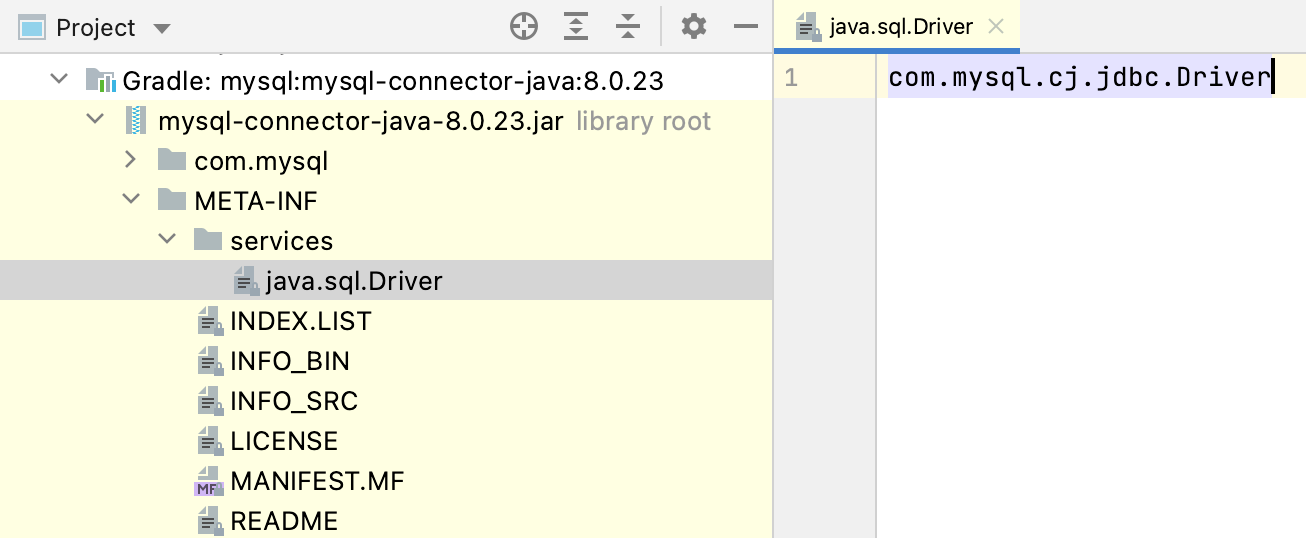 Project
java.sql.Driver
Gradle: mysql:mysql-connector-java:8.0.23
1 com.mysql.cj.jdbc.Driver
mysql-connector-java-8.0.23.jar library root
com.mysql
META-INF
services
java.sql.Driver
INDEX.LIST
INFO_BIN
INFO_SRC
LICENSE
MF MANIFEST.MF
README